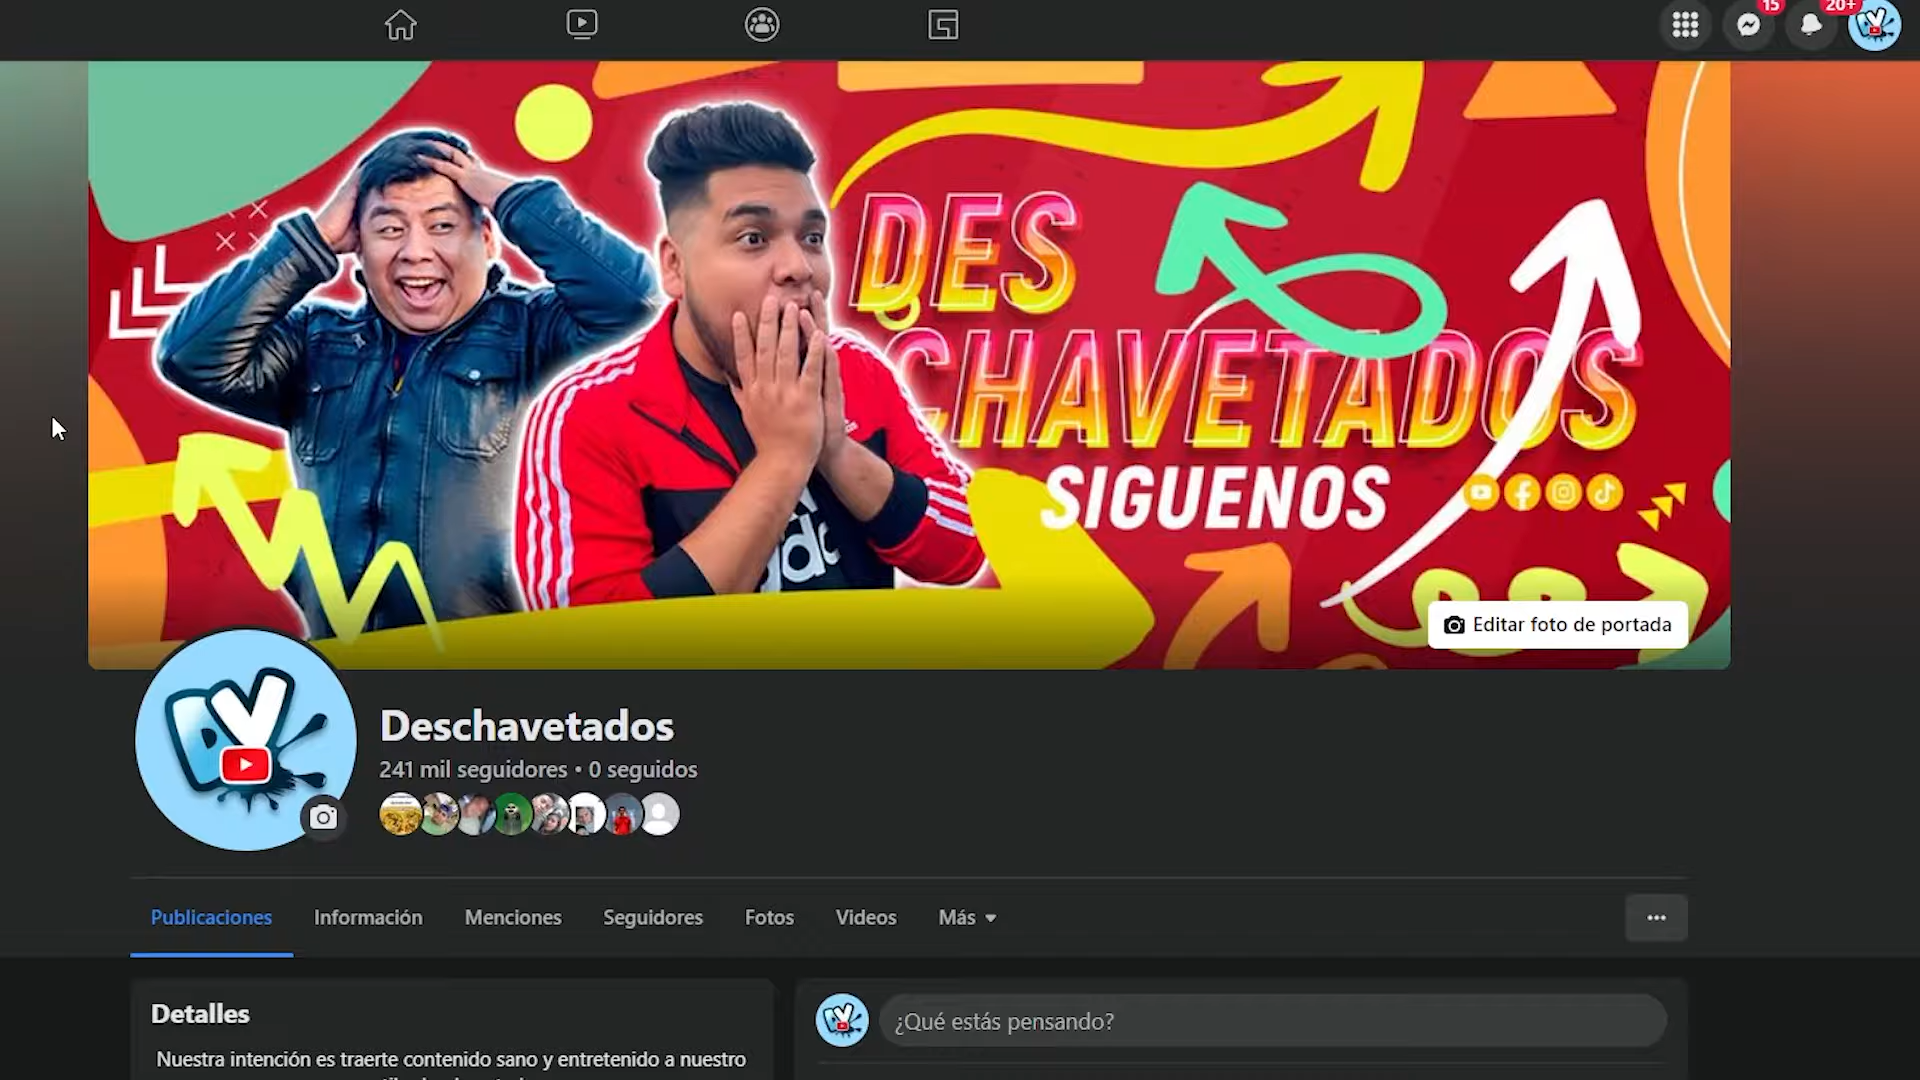 15
20+
DES
CHAVETADOS
SIGUENOS
Editar foto de portada
Deschavetados
241 mil seguidores • 0 seguidos
Publicaciones
Información
Menciones
Seguidores
Fotos
Videos
Más
Detalles
¿Qué estás pensando?
Nuestra intención es traerte contenido sano y entretenido a nuestro